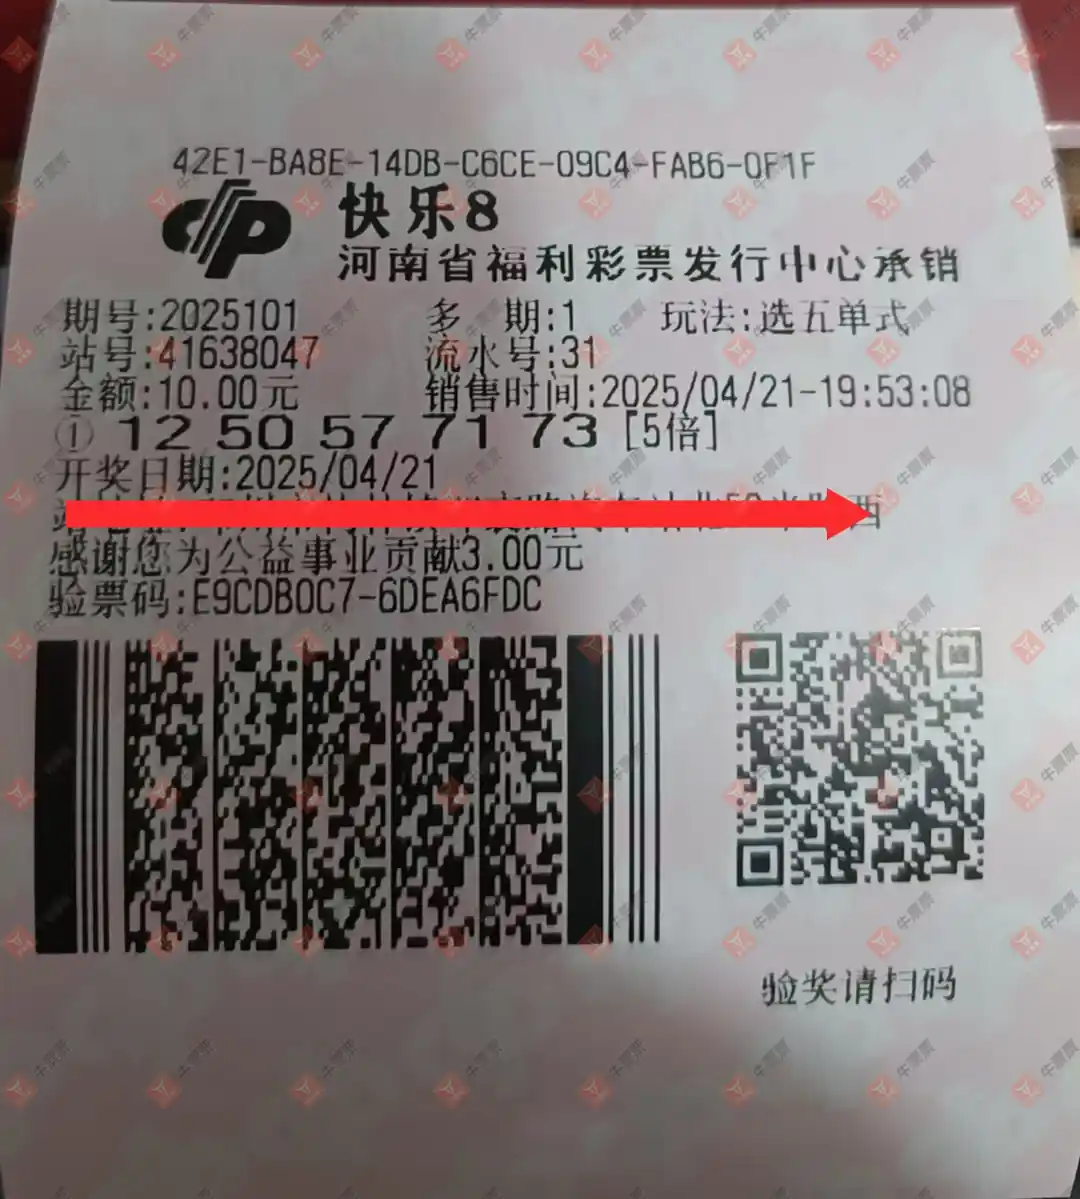 42E1-BA8E-14DB-C6CE-09C4-FAB6-0F1F
快乐8
河南省福利彩票发行中心承销
期号:2025101 多 期:1 玩法:选五单式
站号:41638047 流水号:31
金额:10.00元 销售时间:2025/04/21-19:53:08
① 12 50 57 71 73 [5倍]
开奖日期:2025/04/21
西
感谢您为公益事业贡献3.00元
验票码:E9CDB0C7-6DEA6FDC
验奖请扫码
牛票票